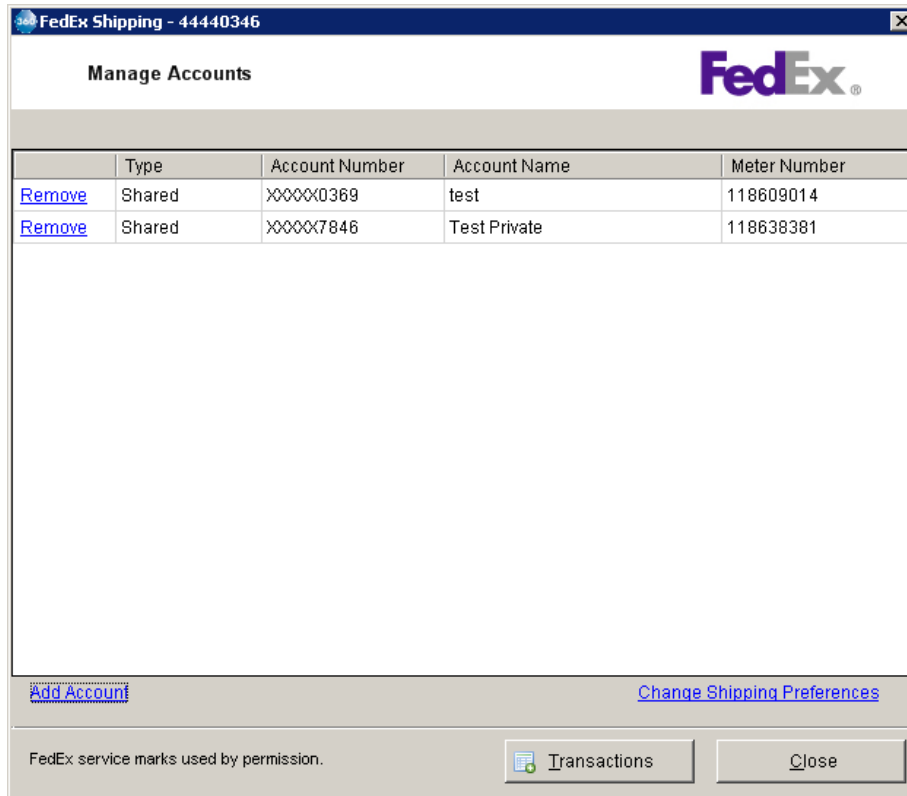 360 FedEx Shipping - 44440346
Manage Accounts
FedEx ®
Type Account Number Account Name Meter Number
Remove Shared XXXXX0369 test 118609014
Remove Shared XXXXX7846 Test Private 118638381
Add Account Change Shipping Preferences
FedEx service marks used by permission. Transactions Close